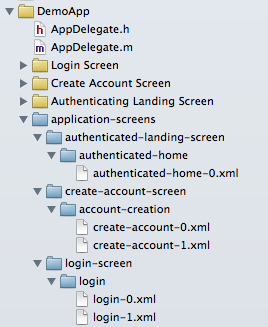 DemoApp
h AppDelegate.h
m AppDelegate.m
Login Screen
Create Account Screen
Authenticating Landing Screen
application-screens
authenticated-landing-screen
authenticated-home
authenticated-home-0.xml
create-account-screen
account-creation
create-account-0.xml
create-account-1.xml
login-screen
login
login-0.xml
login-1.xml